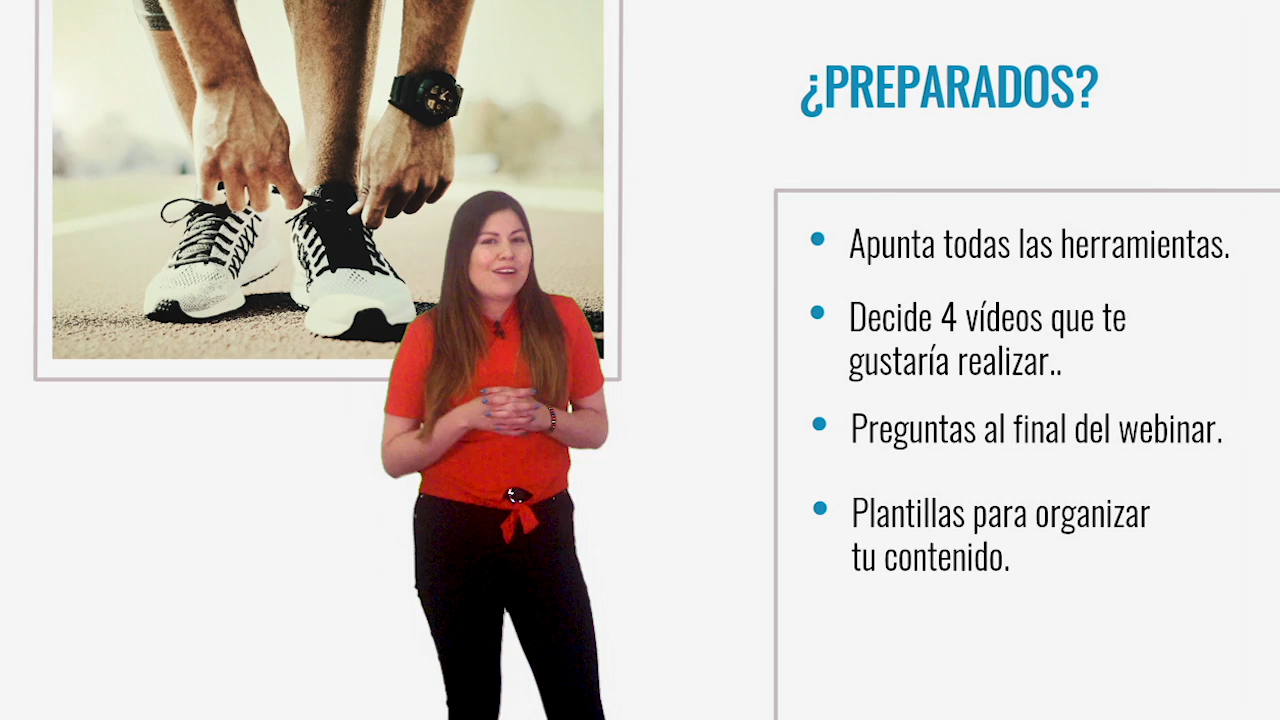 ¿PREPARADOS?
Apunta todas las herramientas.
Decide 4 vídeos que te
gustaría realizar..
Preguntas al final del webinar.
Plantillas para organizar
tu contenido.